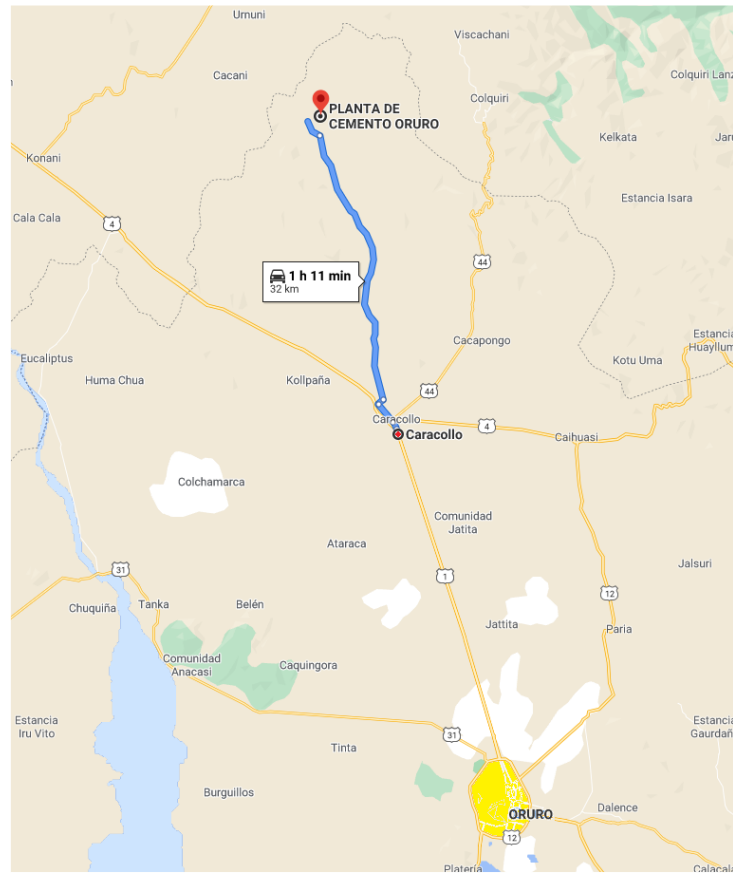 Umuni
Viscachani
Cacani
Colquiri Lanz
Colquiri
PLANTA DE
CEMENTO ORURO
Kelkata
Jaru
Konani
Estancia Isara
Cala Cala
4
44
1 h 11 min
32 km
Estancia
Huayllum
Cacapongo
Eucaliptus
Kotu Uma
Huma Chua
Kollpaña
44
Caracollo
4
Caracollo
Caihuasi
Colchamarca
Comunidad
Jatita
Ataraca
31
1
Jalsuri
12
Chuquiña
Tanka
Belén
Jattita
Paria
Comunidad
Anacasi
Caquingora
Estancia
Iru Vito
Estancia
Gaurdañ
31
Tinta
Burguillos
ORURO
Dalence
12
Platería
Calacala